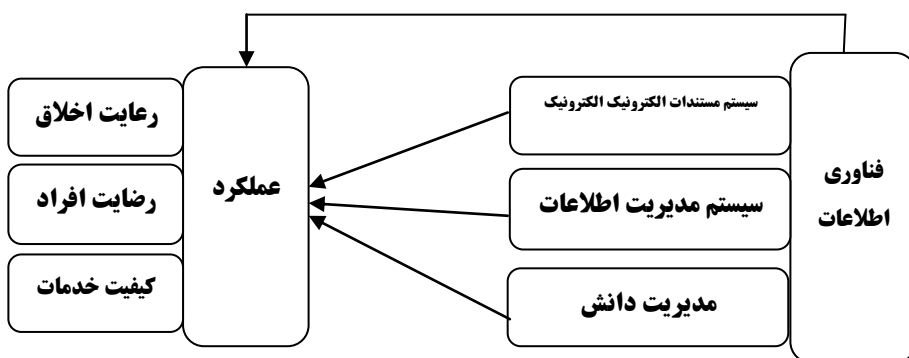 فناوری
اطلاعات
سیستم مستندات الکترونیک الکترونیک
سیستم مدیریت اطلاعات
مدیریت دانش
عملکرد
رعایت اخلاق
رضایت افراد
کیفیت خدمات